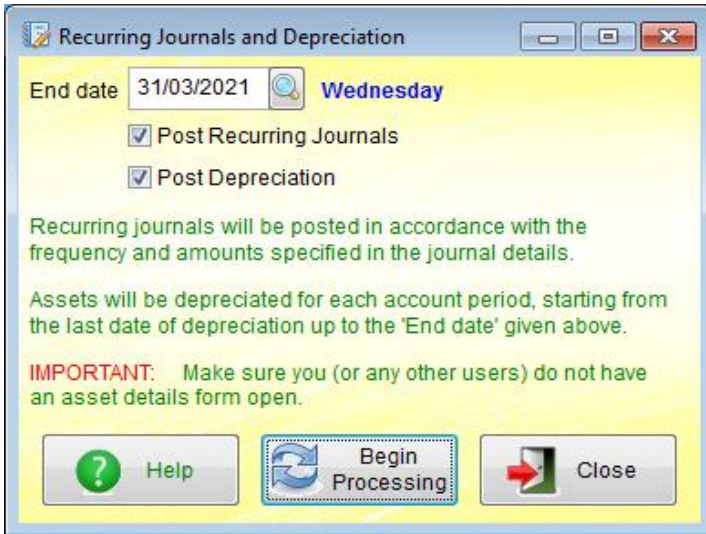 Recurring Journals and Depreciation
End date 31/03/2021 Wednesday
Post Recurring Journals
Post Depreciation
Recurring journals will be posted in accordance with the
frequency and amounts specified in the journal details.
Assets will be depreciated for each account period, starting from
the last date of depreciation up to the 'End date' given above.
IMPORTANT: Make sure you (or any other users) do not have
an asset details form open.
Help
Begin
Processing
Close